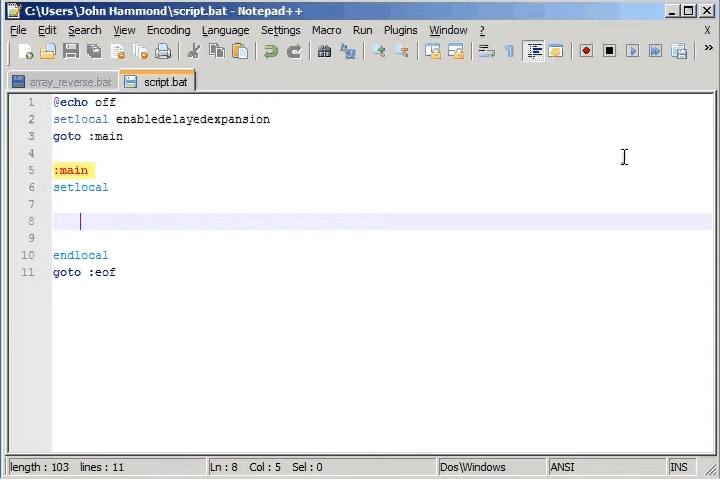 C:\Users\John Hammond\script.bat - Notepad++
File Edit Search View Encoding Language Settings Macro Run Plugins Window ? X
array_reverse.bat script.bat
1 @echo off
2 setlocal enabledelayedexpansion
3 goto :main
4
5 :main
6 setlocal
7
8
9
10 endlocal
11 goto :eof
length : 103 lines : 11 Ln : 8 Col : 5 Sel : 0 Dos\Windows ANSI INS